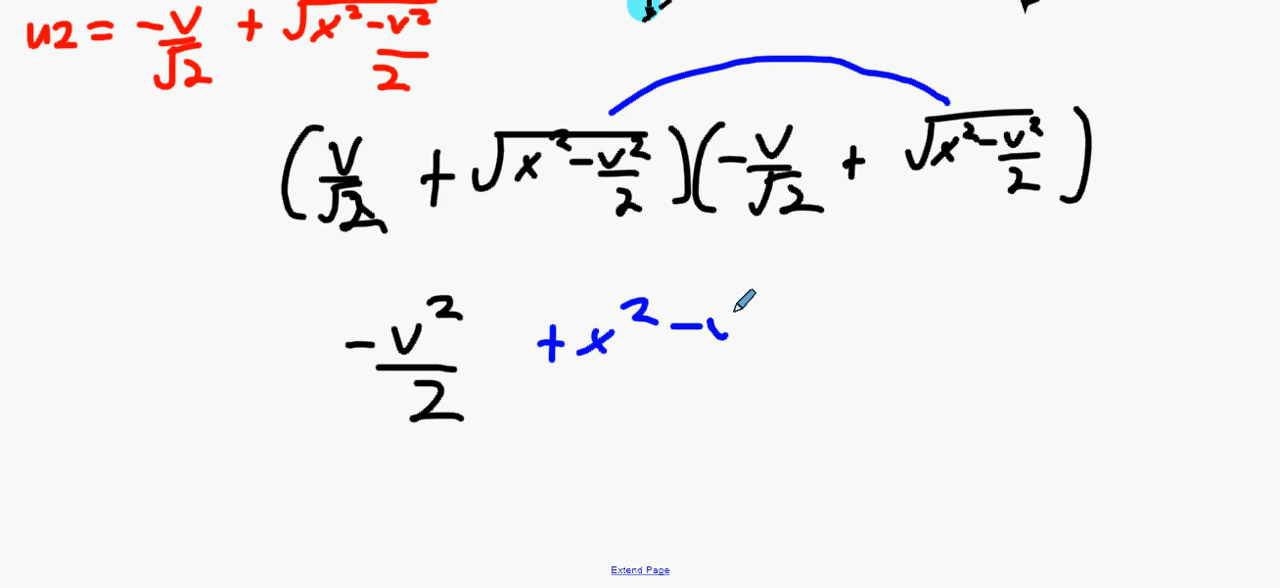 u2 = -v/√2 + √(x² - v²/2)
(v/√2 + √(x² - v²/2))(-v/√2 + √(x² - v²/2))
-v²/2 + x² - v
Extend Page